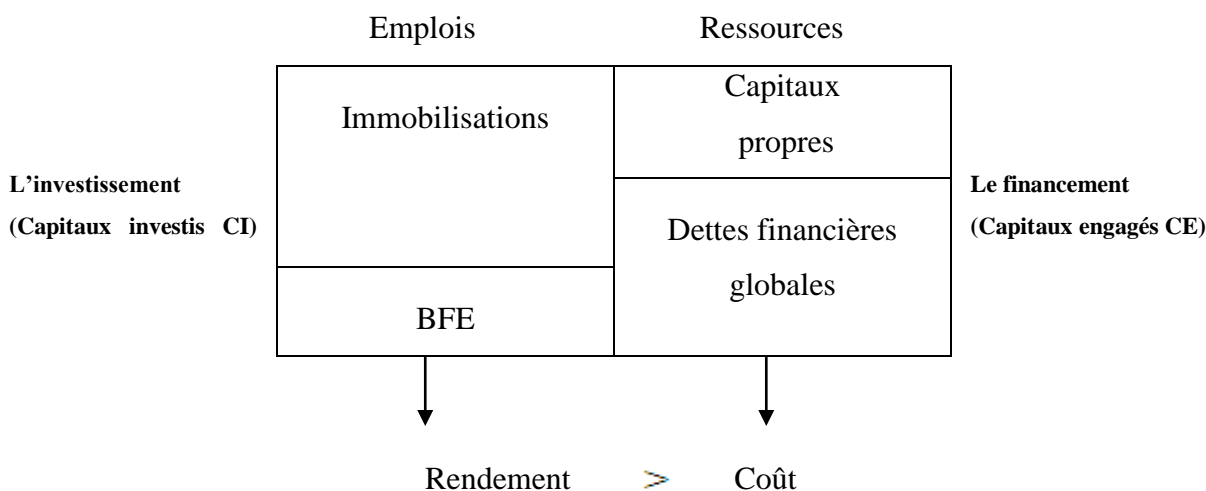 Emplois Ressources
Immobilisations
Capitaux
propres
L’investissement
(Capitaux investis CI)
Dettes financières
globales
Le financement
(Capitaux engagés CE)
BFE
Rendement > Coût